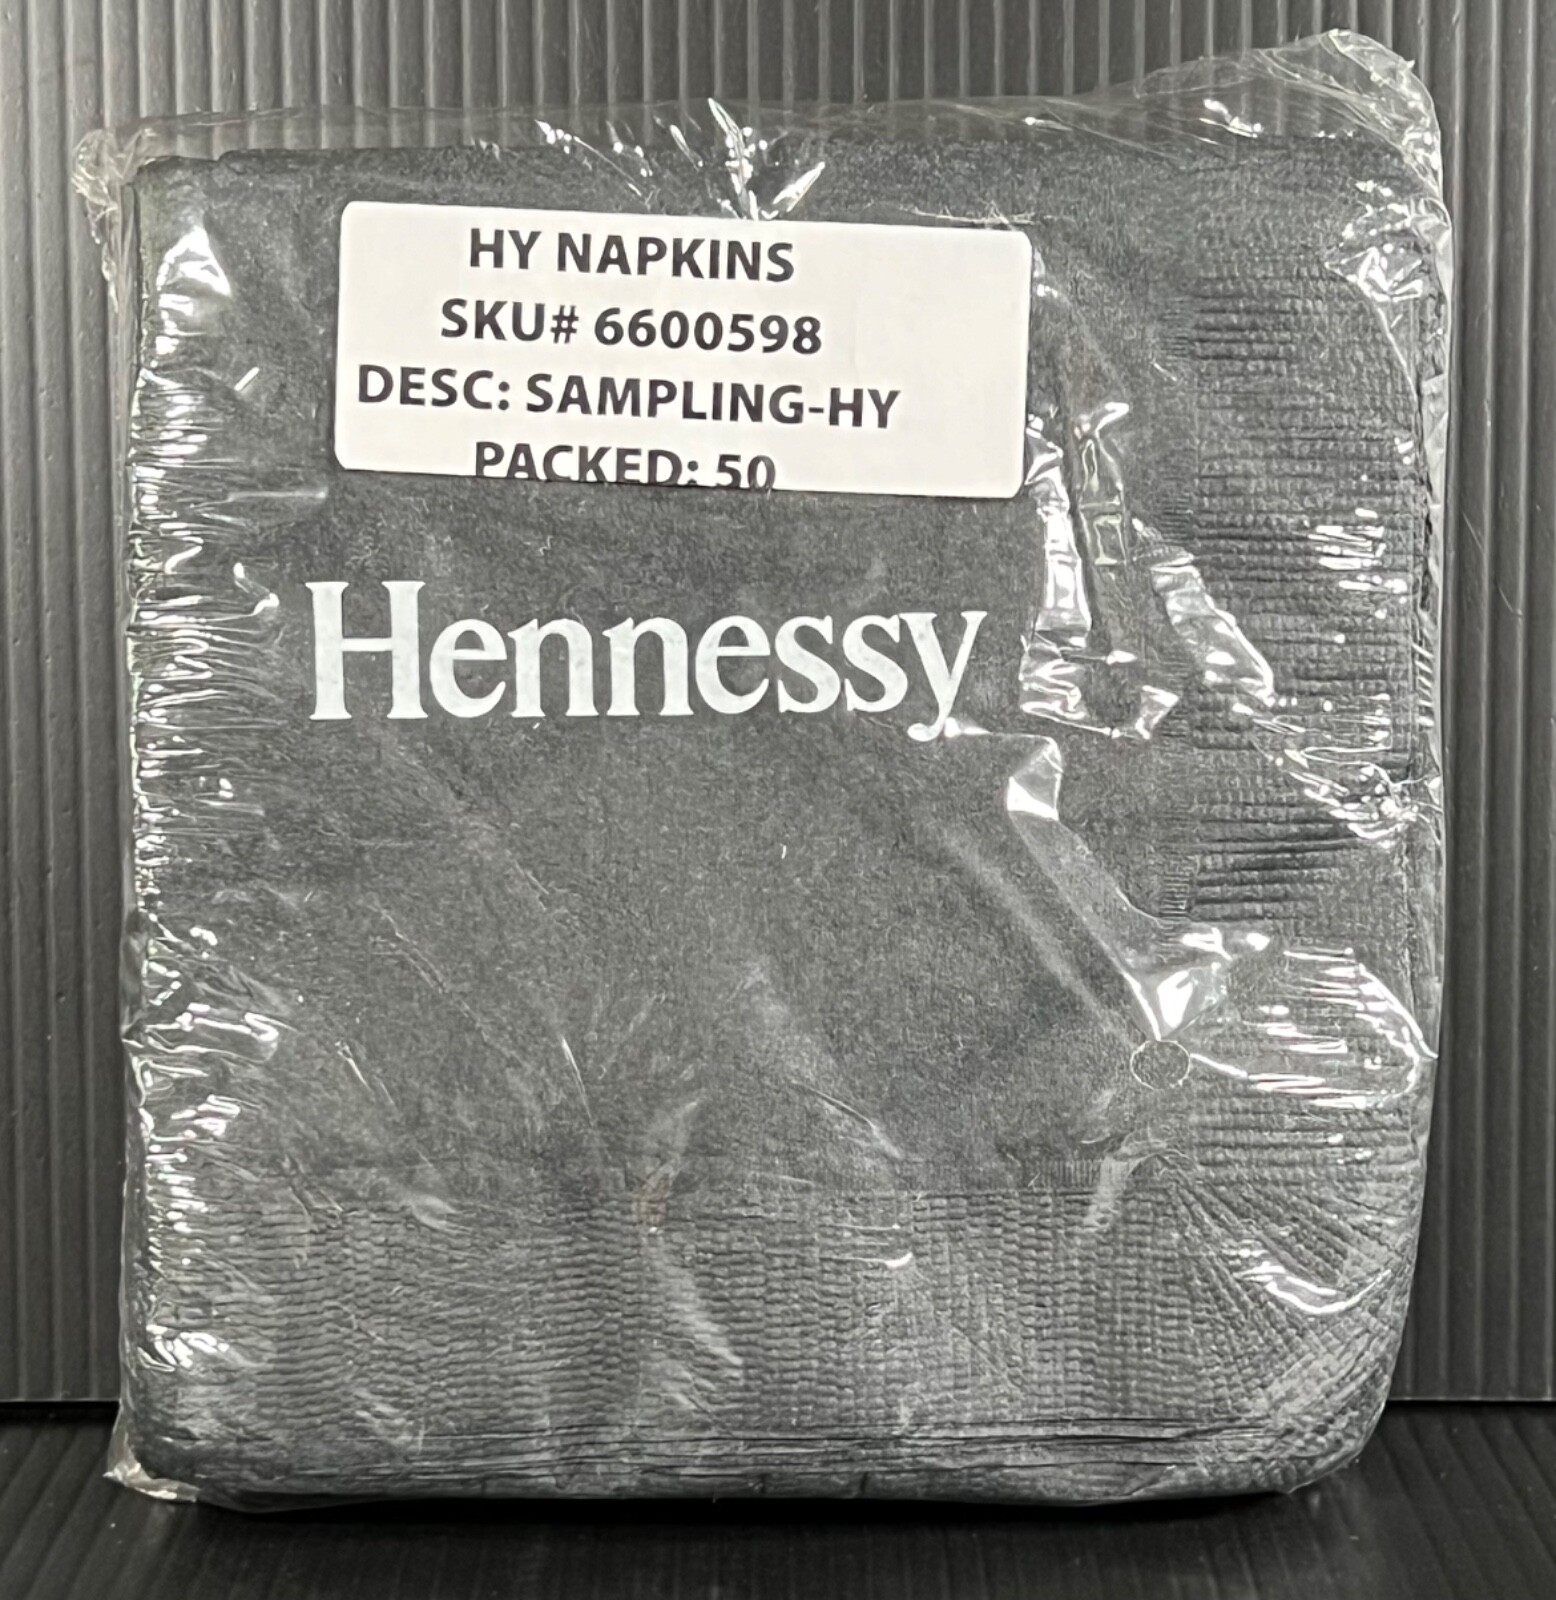 HY NAPKINS
SKU# 6600598
DESC: SAMPLING-HY
PACKED: 50
Hennessy